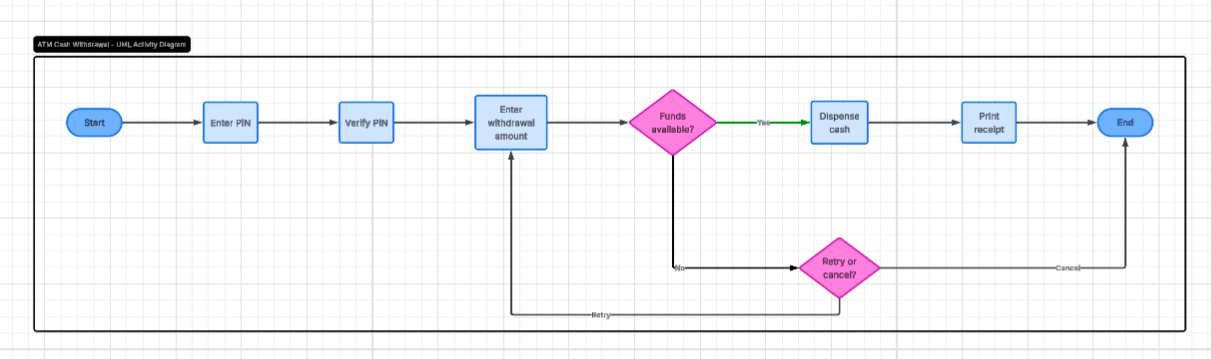 ATM Cash Withdrawal - UML Activity Diagram
Start
Enter PIN
Verify PIN
Enter
withdrawal
amount
Funds
available?
Yes
Dispense
cash
Print
receipt
End
No
Retry or
cancel?
Cancel
Retry